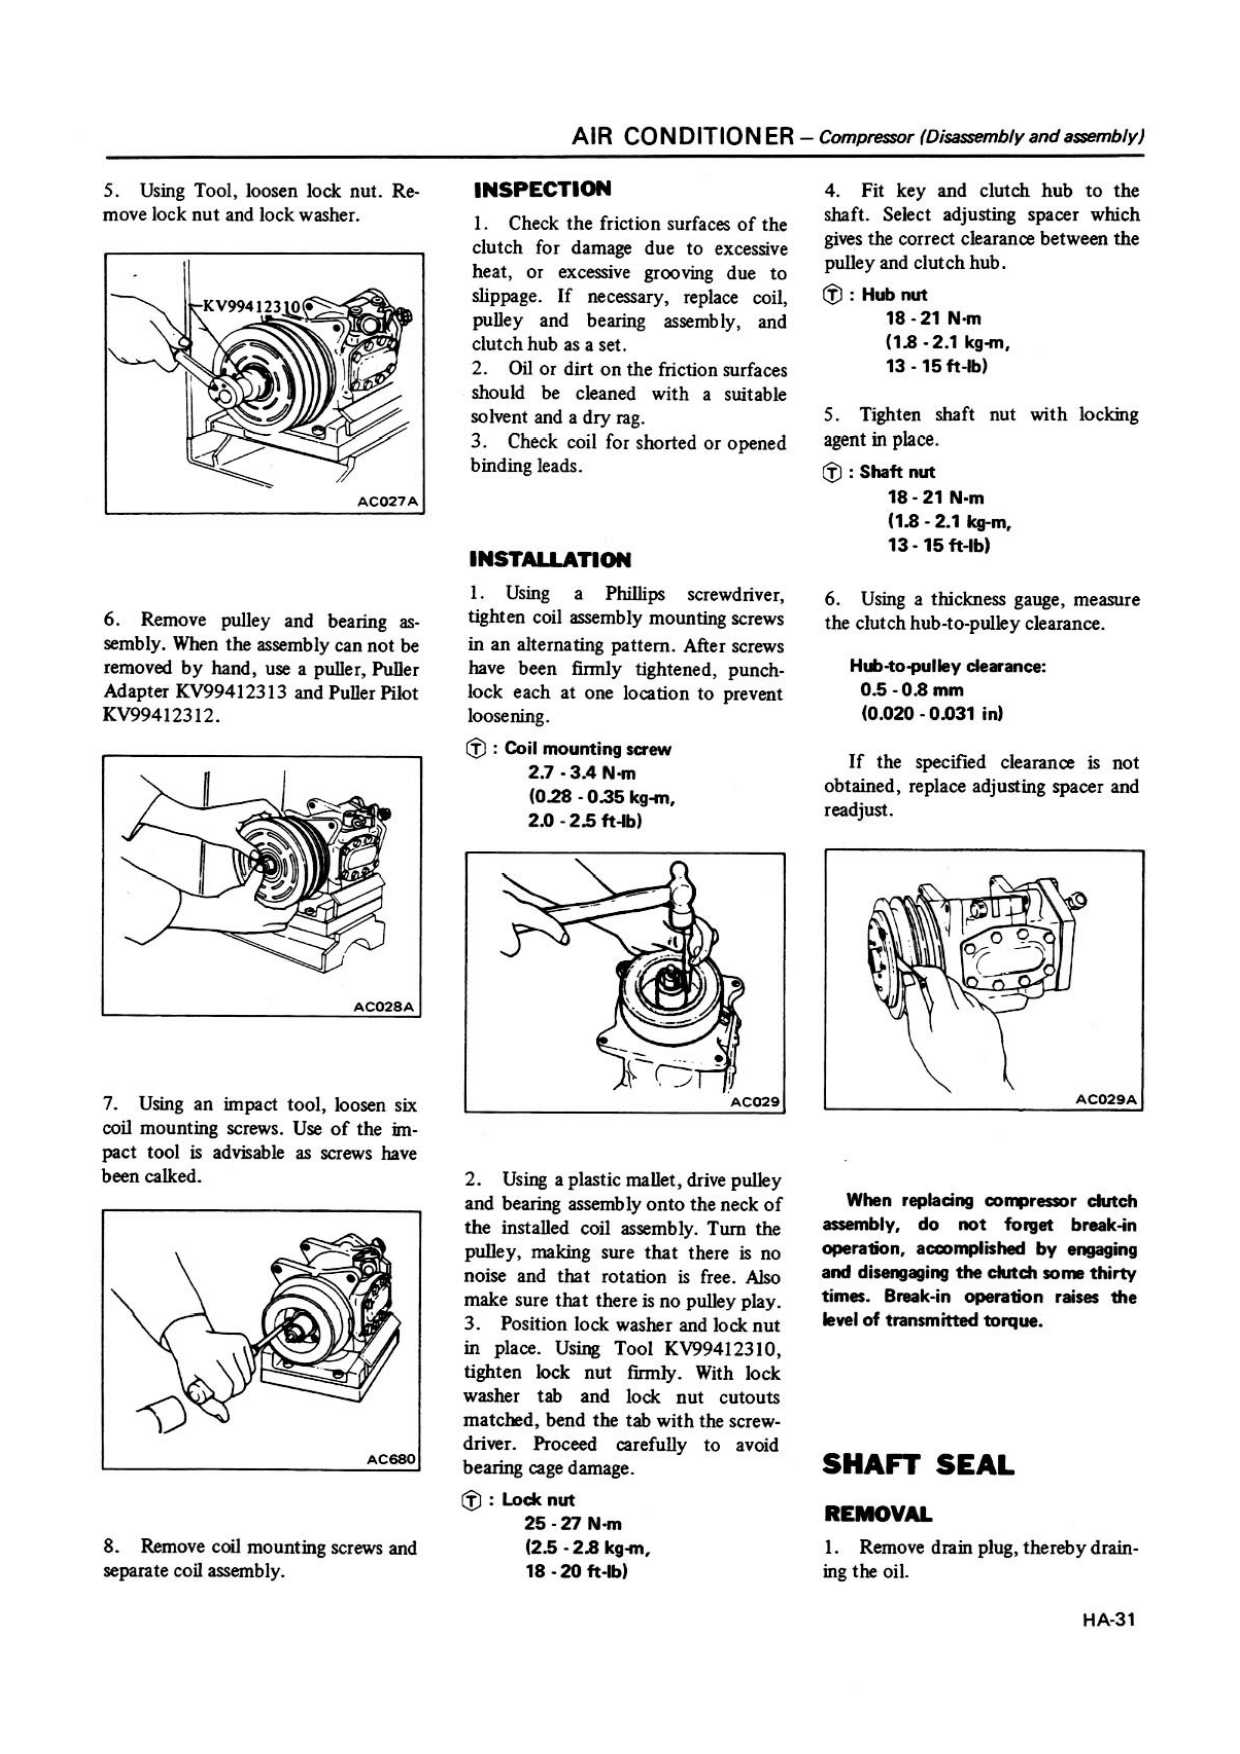 AIR CONDITIONER – Compressor (Disassembly and assembly)
5. Using Tool, loosen lock nut. Re-
move lock nut and lock washer.
KV99412310
AC027A
6. Remove pulley and bearing as-
sembly. When the assembly can not be
removed by hand, use a puller, Puller
Adapter KV99412313 and Puller Pilot
KV99412312.
AC028A
7. Using an impact tool, loosen six
coil mounting screws. Use of the im-
pact tool is advisable as screws have
been calked.
AC680
8. Remove coil mounting screws and
separate coil assembly.
INSPECTION
1. Check the friction surfaces of the
clutch for damage due to excessive
heat, or excessive grooving due to
slippage. If necessary, replace coil,
pulley and bearing assembly, and
clutch hub as a set.
2. Oil or dirt on the friction surfaces
should be cleaned with a suitable
solvent and a dry rag.
3. Check coil for shorted or opened
binding leads.
INSTALLATION
1. Using a Phillips screwdriver,
tighten coil assembly mounting screws
in an alternating pattern. After screws
have been firmly tightened, punch-
lock each at one location to prevent
loosening.
Ⓣ : Coil mounting screw
2.7 - 3.4 N·m
(0.28 - 0.35 kg-m,
2.0 - 2.5 ft-lb)
AC029
2. Using a plastic mallet, drive pulley
and bearing assembly onto the neck of
the installed coil assembly. Turn the
pulley, making sure that there is no
noise and that rotation is free. Also
make sure that there is no pulley play.
3. Position lock washer and lock nut
in place. Using Tool KV99412310,
tighten lock nut firmly. With lock
washer tab and lock nut cutouts
matched, bend the tab with the screw-
driver. Proceed carefully to avoid
bearing cage damage.
Ⓣ : Lock nut
25 - 27 N·m
(2.5 - 2.8 kg-m,
18 - 20 ft-lb)
4. Fit key and clutch hub to the
shaft. Select adjusting spacer which
gives the correct clearance between the
pulley and clutch hub.
Ⓣ : Hub nut
18 - 21 N·m
(1.8 - 2.1 kg-m,
13 - 15 ft-lb)
5. Tighten shaft nut with locking
agent in place.
Ⓣ : Shaft nut
18 - 21 N·m
(1.8 - 2.1 kg-m,
13 - 15 ft-lb)
6. Using a thickness gauge, measure
the clutch hub-to-pulley clearance.
Hub-to-pulley clearance:
0.5 - 0.8 mm
(0.020 - 0.031 in)
If the specified clearance is not
obtained, replace adjusting spacer and
readjust.
AC029A
When replacing compressor clutch
assembly, do not forget break-in
operation, accomplished by engaging
and disengaging the clutch some thirty
times. Break-in operation raises the
level of transmitted torque.
SHAFT SEAL
REMOVAL
1. Remove drain plug, thereby drain-
ing the oil.
HA-31